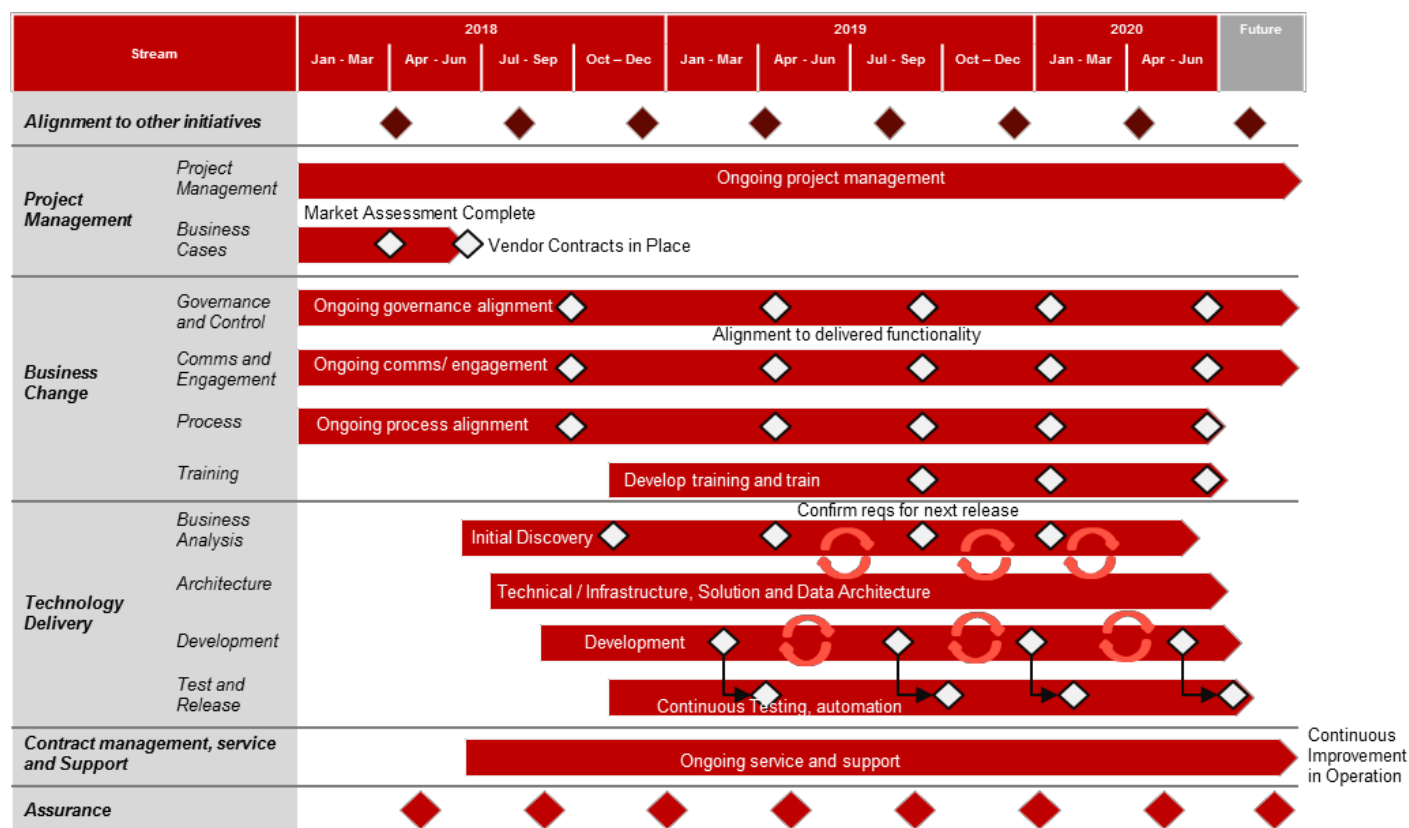 Stream
2018
2019
2020
Future
Jan - Mar
Apr - Jun
Jul - Sep
Oct – Dec
Jan - Mar
Apr - Jun
Jul - Sep
Oct – Dec
Jan - Mar
Apr - Jun
Alignment to other initiatives
Project
Management
Project
Management
Ongoing project management
Business
Cases
Market Assessment Complete
Vendor Contracts in Place
Business
Change
Governance
and Control
Ongoing governance alignment
Alignment to delivered functionality
Comms and
Engagement
Ongoing comms/ engagement
Process
Ongoing process alignment
Training
Develop training and train
Technology
Delivery
Business
Analysis
Confirm reqs for next release
Initial Discovery
Architecture
Technical / Infrastructure, Solution and Data Architecture
Development
Development
Test and
Release
Continuous Testing, automation
Contract management, service
and Support
Ongoing service and support
Continuous
Improvement
in Operation
Assurance